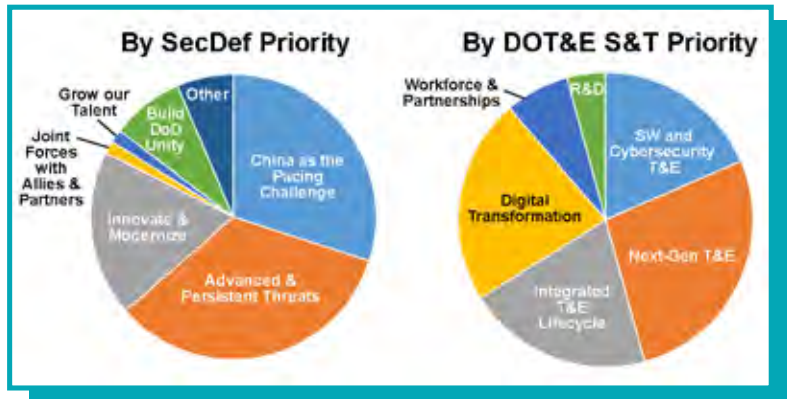 By SecDef Priority
Other
Grow our
Talent
Build
DoD
Unity
Joint
Forces
with
Allies &
Partners
China as the
Pacing
Challenge
Innovate &
Modernize
Advanced &
Persistent Threats
By DOT&E S&T Priority
Workforce &
Partnerships
R&D
SW and
Cybersecurity
T&E
Digital
Transformation
Next-Gen T&E
Integrated
T&E
Lifecycle